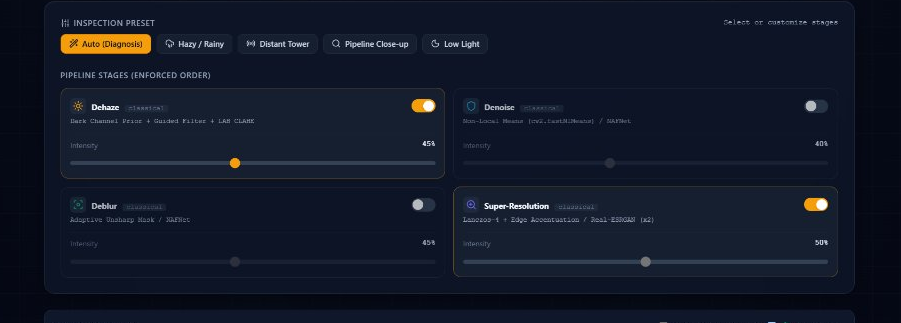 INSPECTION PRESET
Select or customize stages
Auto (Diagnosis)
Hazy / Rainy
Distant Tower
Pipeline Close-up
Low Light
PIPELINE STAGES (ENFORCED ORDER)
Dehaze classical
Dark Channel Prior + Guided Filter + LAB CLAHE
Intensity 45%
Denoise classical
Non-Local Means (cv2.fastNlMeans) / NAFNet
Intensity 40%
Deblur classical
Adaptive Unsharp Mask / NAFNet
Intensity 45%
Super-Resolution classical
Lanczos-4 + Edge Accentuation / Real-ESRGAN (x2)
Intensity 50%